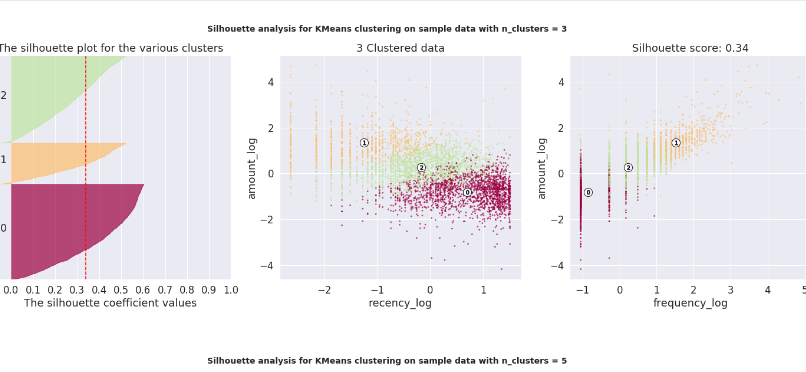 Silhouette analysis for KMeans clustering on sample data with n_clusters = 3
The silhouette plot for the various clusters
2
1
0
0.0 0.1 0.2 0.3 0.4 0.5 0.6 0.7 0.8 0.9 1.0
The silhouette coefficient values
3 Clustered data
amount_log
4
2
0
−2
−4
1
2
0
−2 −1 0 1
recency_log
Silhouette score: 0.34
amount_log
4
2
0
−2
−4
1
2
0
−1 0 1 2 3 4 5
frequency_log
Silhouette analysis for KMeans clustering on sample data with n_clusters = 5